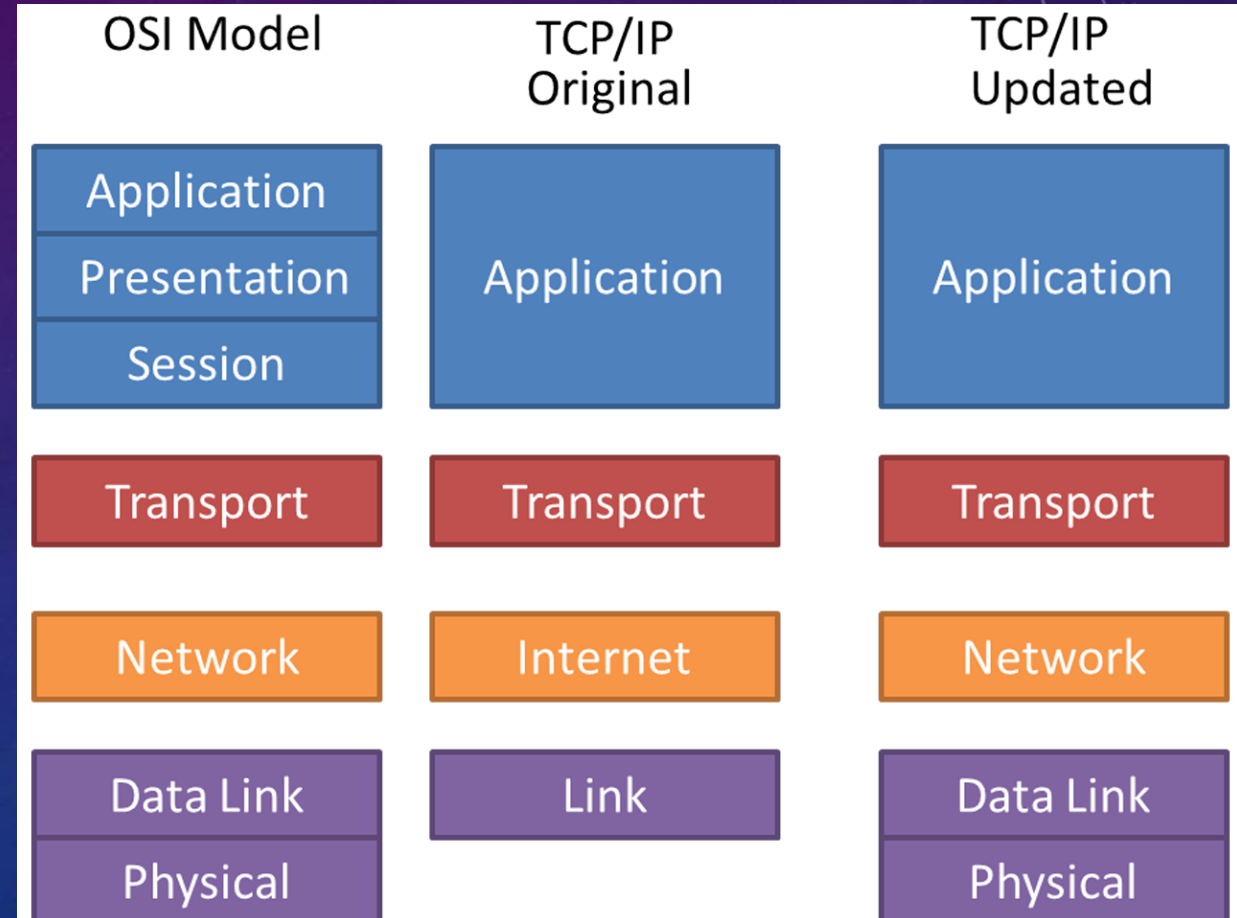 OSI Model
TCP/IP
Original
TCP/IP
Updated
Application
Presentation
Session
Application
Application
Transport
Transport
Transport
Network
Internet
Network
Data Link
Link
Data Link
Physical
Physical